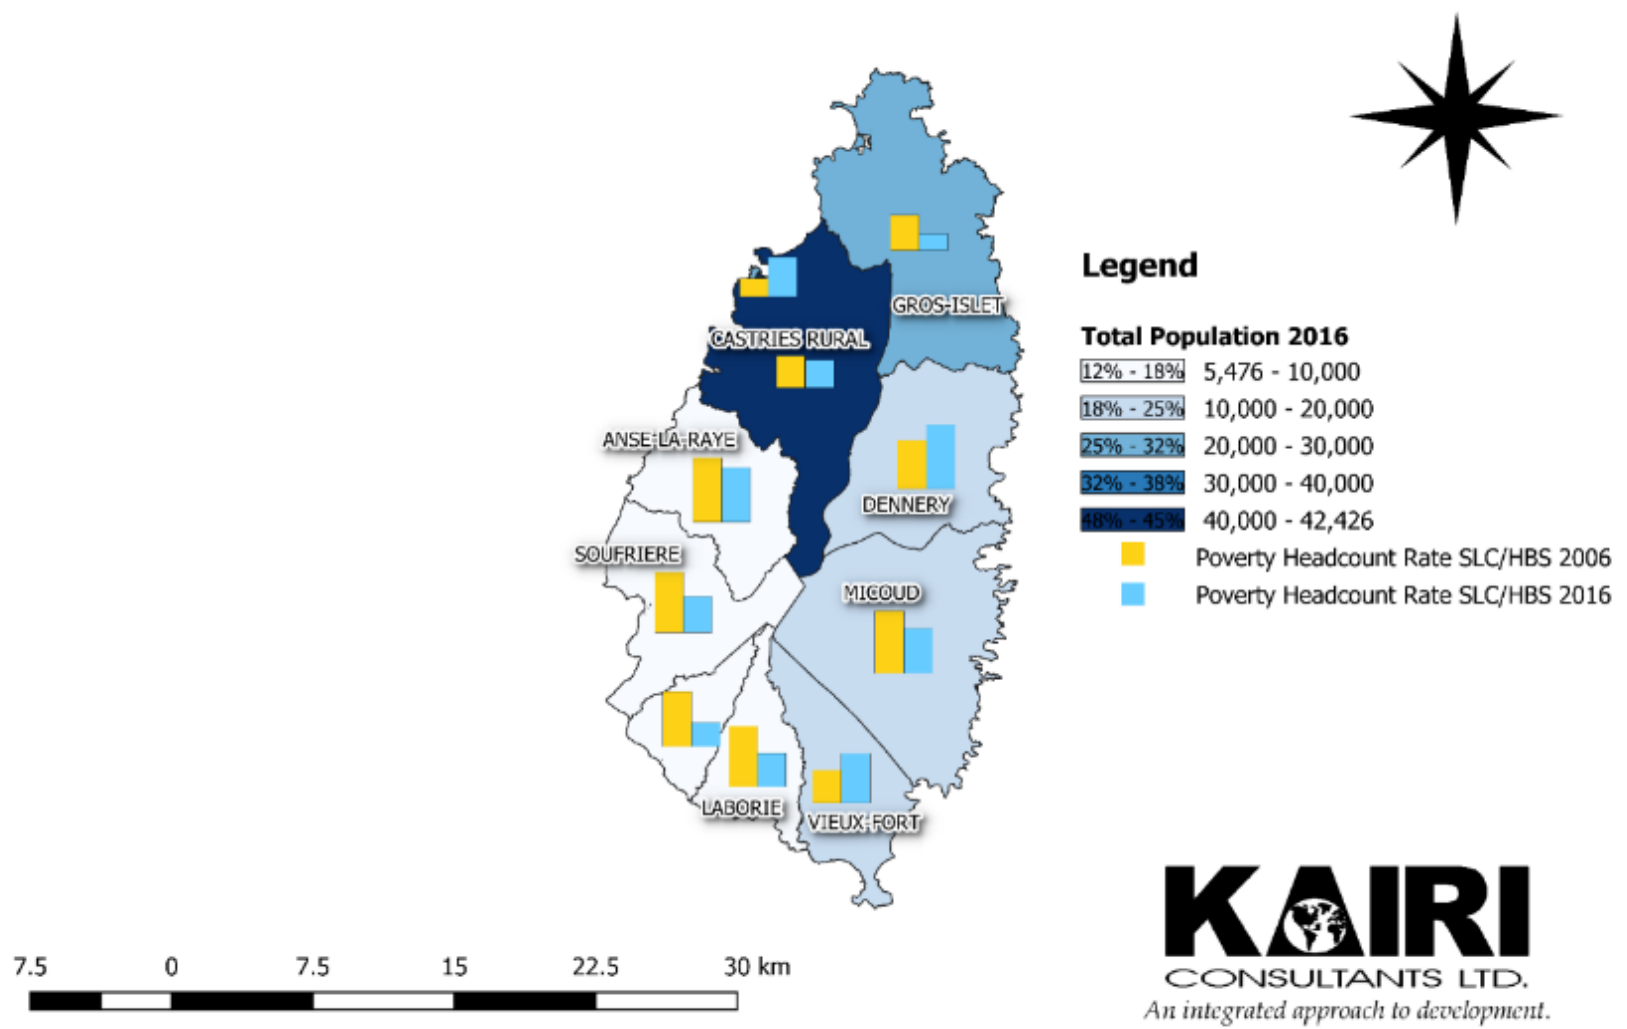 GROS-ISLET
CASTRIES RURAL
ANSE-LA-RAYE
DENNERY
SOUFRIERE
MICOUD
LABORIE
VIEUX-FORT
Legend
Total Population 2016
12% - 18% 5,476 - 10,000
18% - 25% 10,000 - 20,000
25% - 32% 20,000 - 30,000
32% - 38% 30,000 - 40,000
48% - 45% 40,000 - 42,426
Poverty Headcount Rate SLC/HBS 2006
Poverty Headcount Rate SLC/HBS 2016
7.5 0 7.5 15 22.5 30 km
KAIRI
CONSULTANTS LTD.
An integrated approach to development.